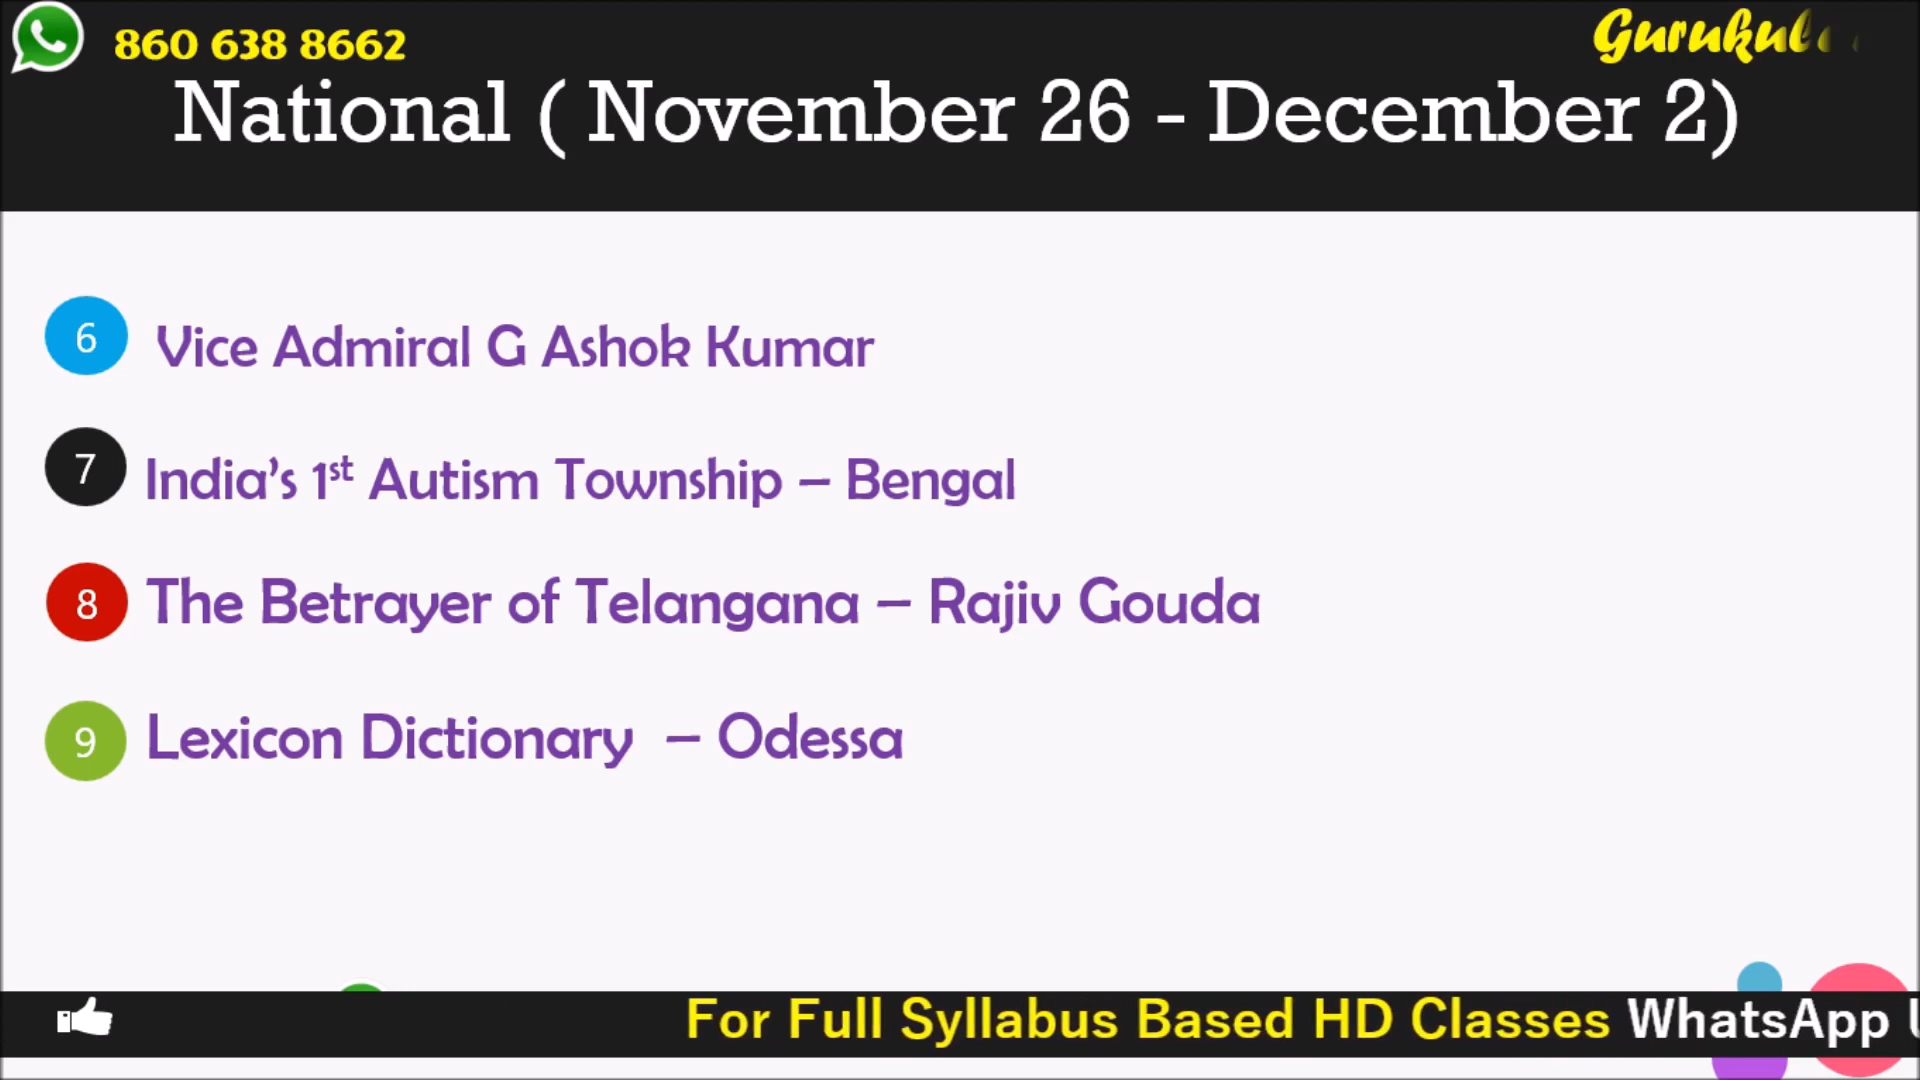 860 638 8662
Gurukul
National ( November 26 - December 2)
6 Vice Admiral G Ashok Kumar
7 India’s 1st Autism Township – Bengal
8 The Betrayer of Telangana – Rajiv Gouda
9 Lexicon Dictionary – Odessa
For Full Syllabus Based HD Classes WhatsApp